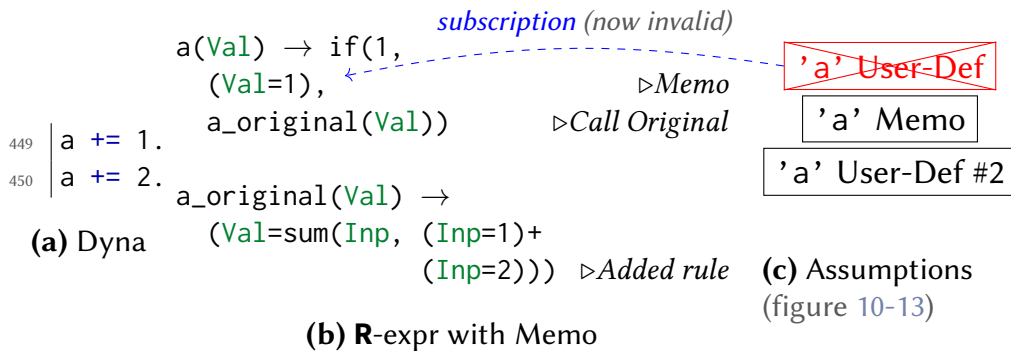 subscription (now invalid)
a(Val) → if(1,
(Val=1), ▷Memo
a_original(Val)) ▷Call Original
'a' User-Def
'a' Memo
'a' User-Def #2
449 a += 1.
450 a += 2.
(a) Dyna
a_original(Val) →
(Val=sum(Inp, (Inp=1)+
(Inp=2))) ▷Added rule
(b) R-expr with Memo
(c) Assumptions
(figure 10-13)